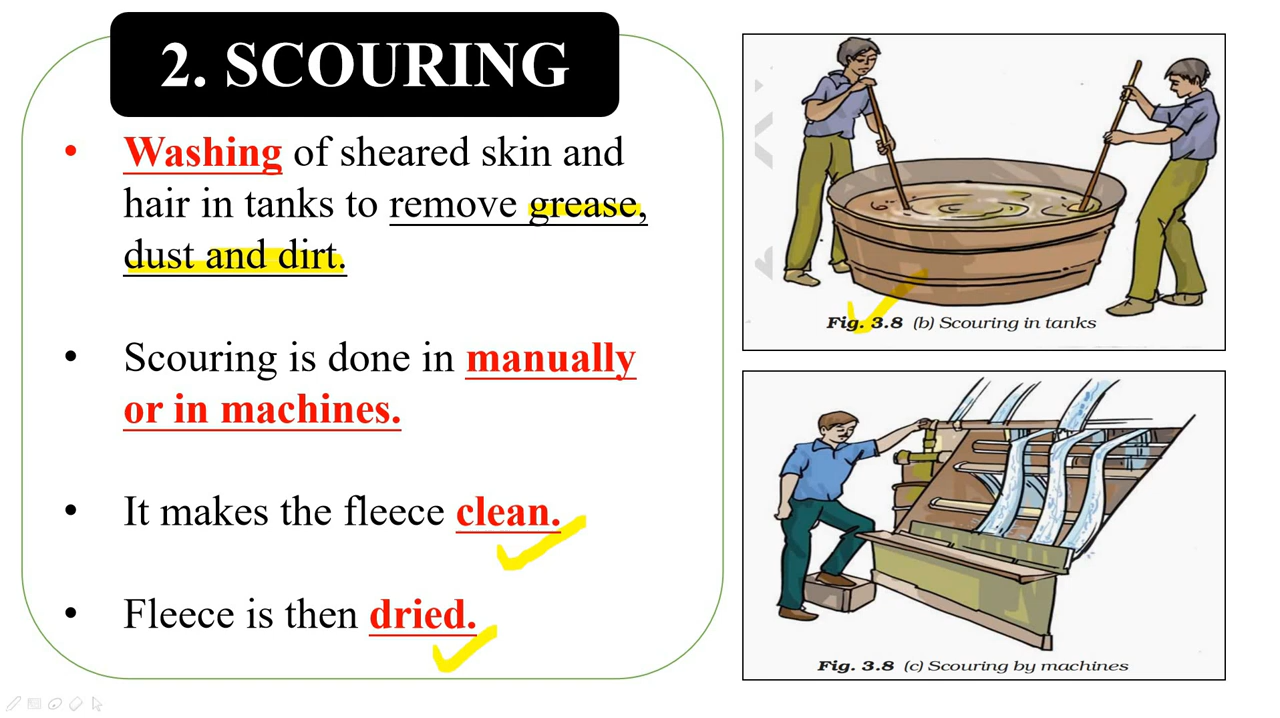 2. SCOURING
• Washing of sheared skin and
hair in tanks to remove grease,
dust and dirt.
• Scouring is done in manually
or in machines.
• It makes the fleece clean.
• Fleece is then dried.
Fig. 3.8 (b) Scouring in tanks
Fig. 3.8 (c) Scouring by machines